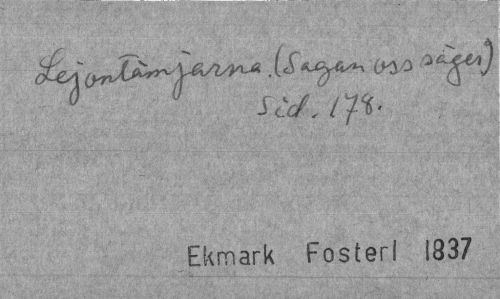 Lejontämjarna. (Sagan oss säger)
Sid. 178.
Ekmark Fosterl 1837